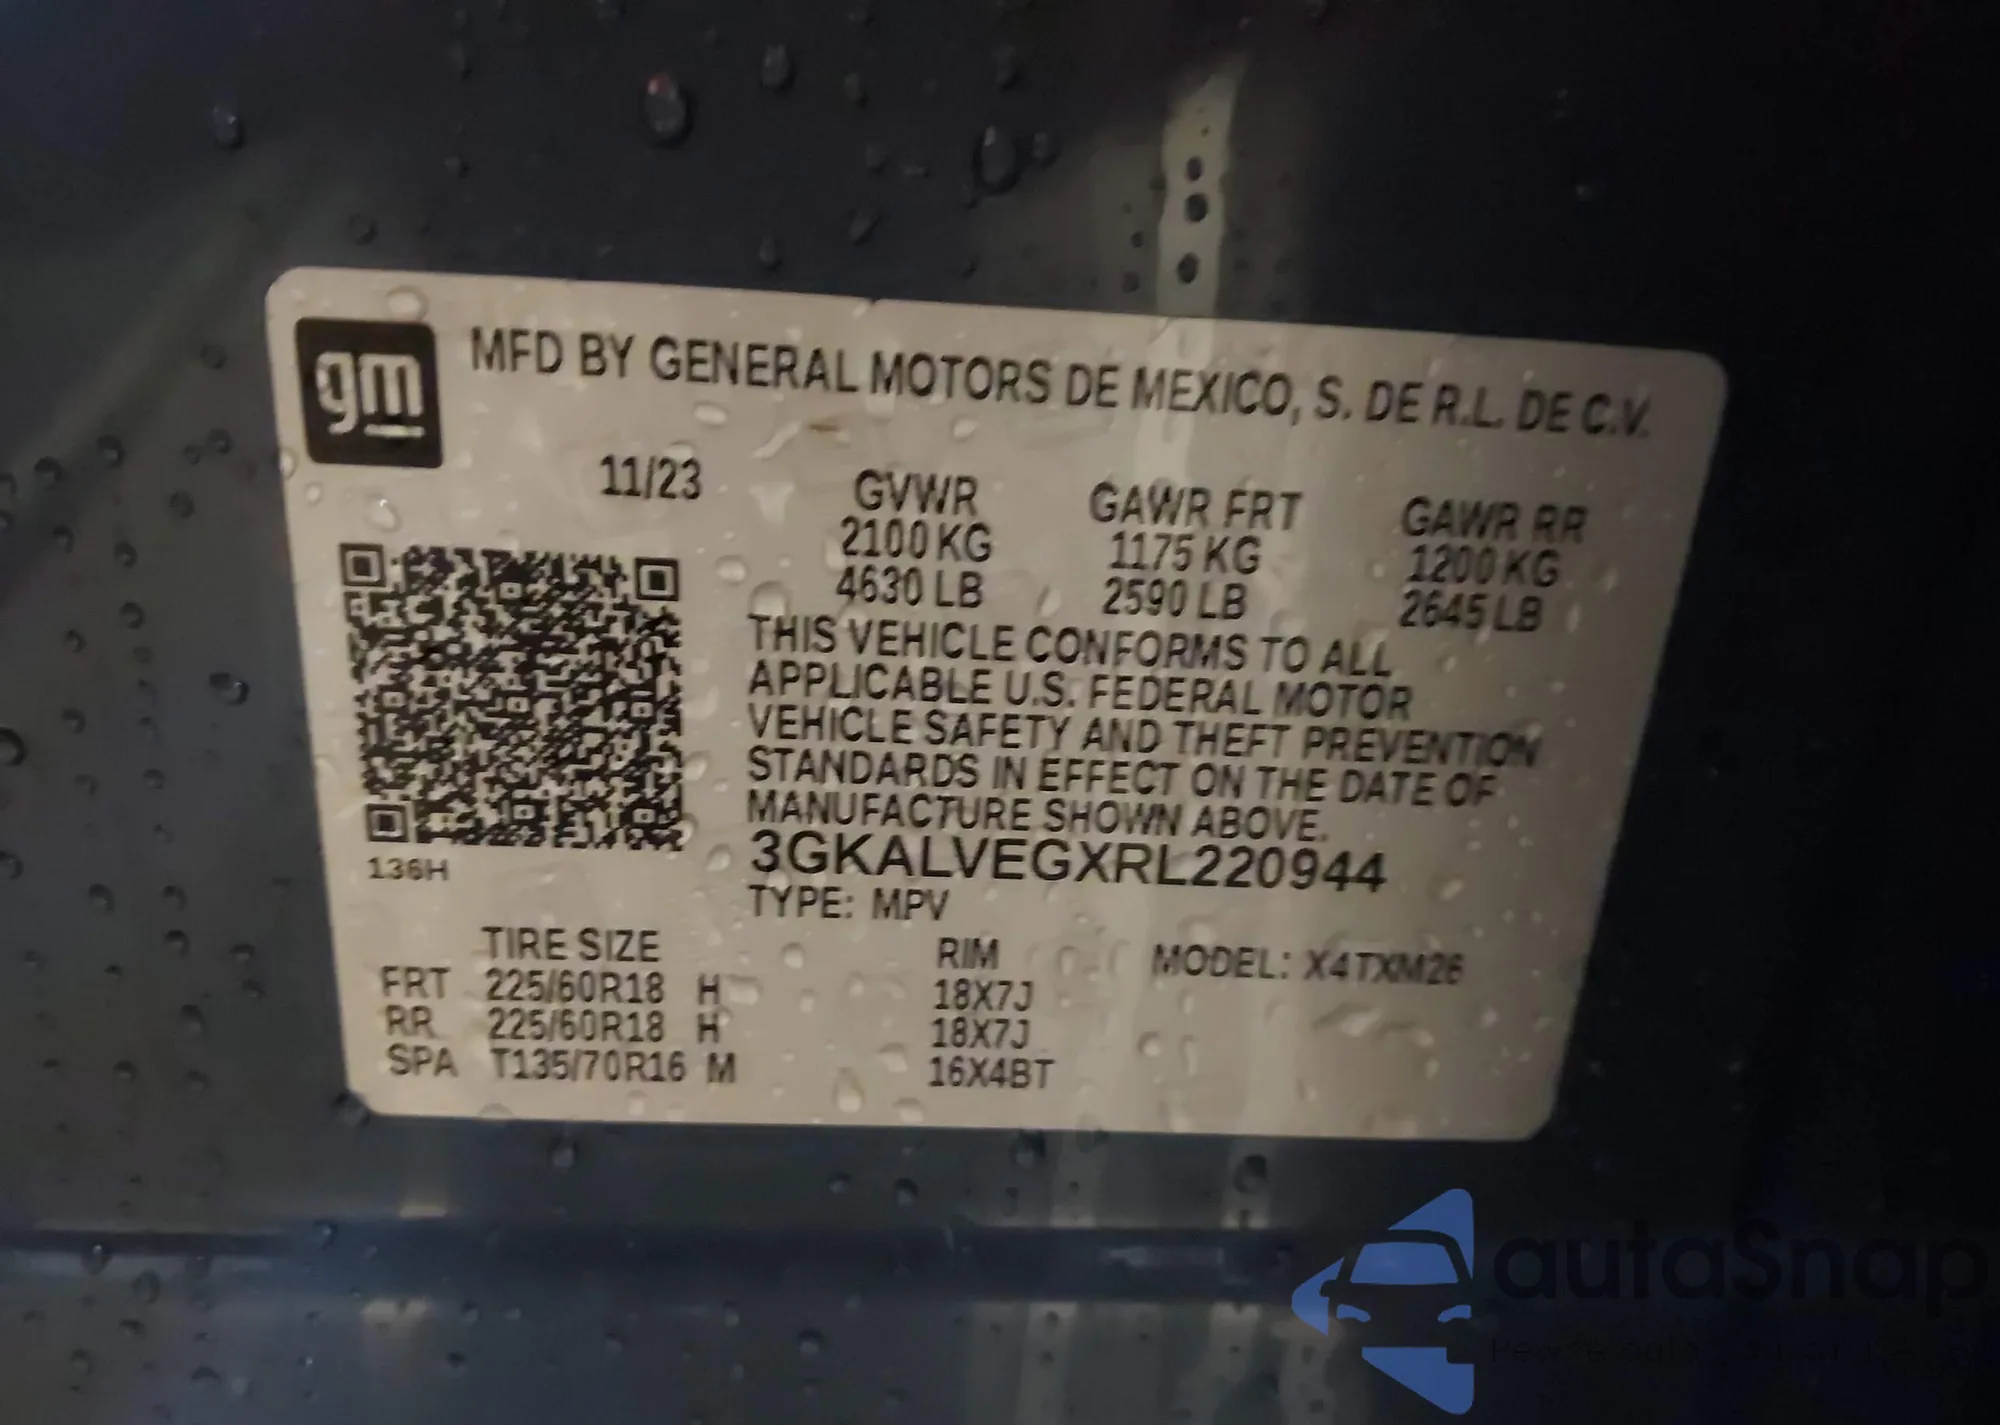 gm
MFD BY GENERAL MOTORS DE MEXICO, S. DE R.L. DE C.V.
11/23
GVWR GAWR FRT GAWR RR
2100 KG 1175 KG 1200 KG
4630 LB 2590 LB 2645 LB
THIS VEHICLE CONFORMS TO ALL
APPLICABLE U.S. FEDERAL MOTOR
VEHICLE SAFETY AND THEFT PREVENTION
STANDARDS IN EFFECT ON THE DATE OF
MANUFACTURE SHOWN ABOVE.
3GKALVEGXRL220944
136H
TYPE: MPV
TIRE SIZE RIM MODEL: X4TXM26
FRT 225/60R18 H 18X7J
RR 225/60R18 H 18X7J
SPA T135/70R16 M 16X4BT
autaSnap